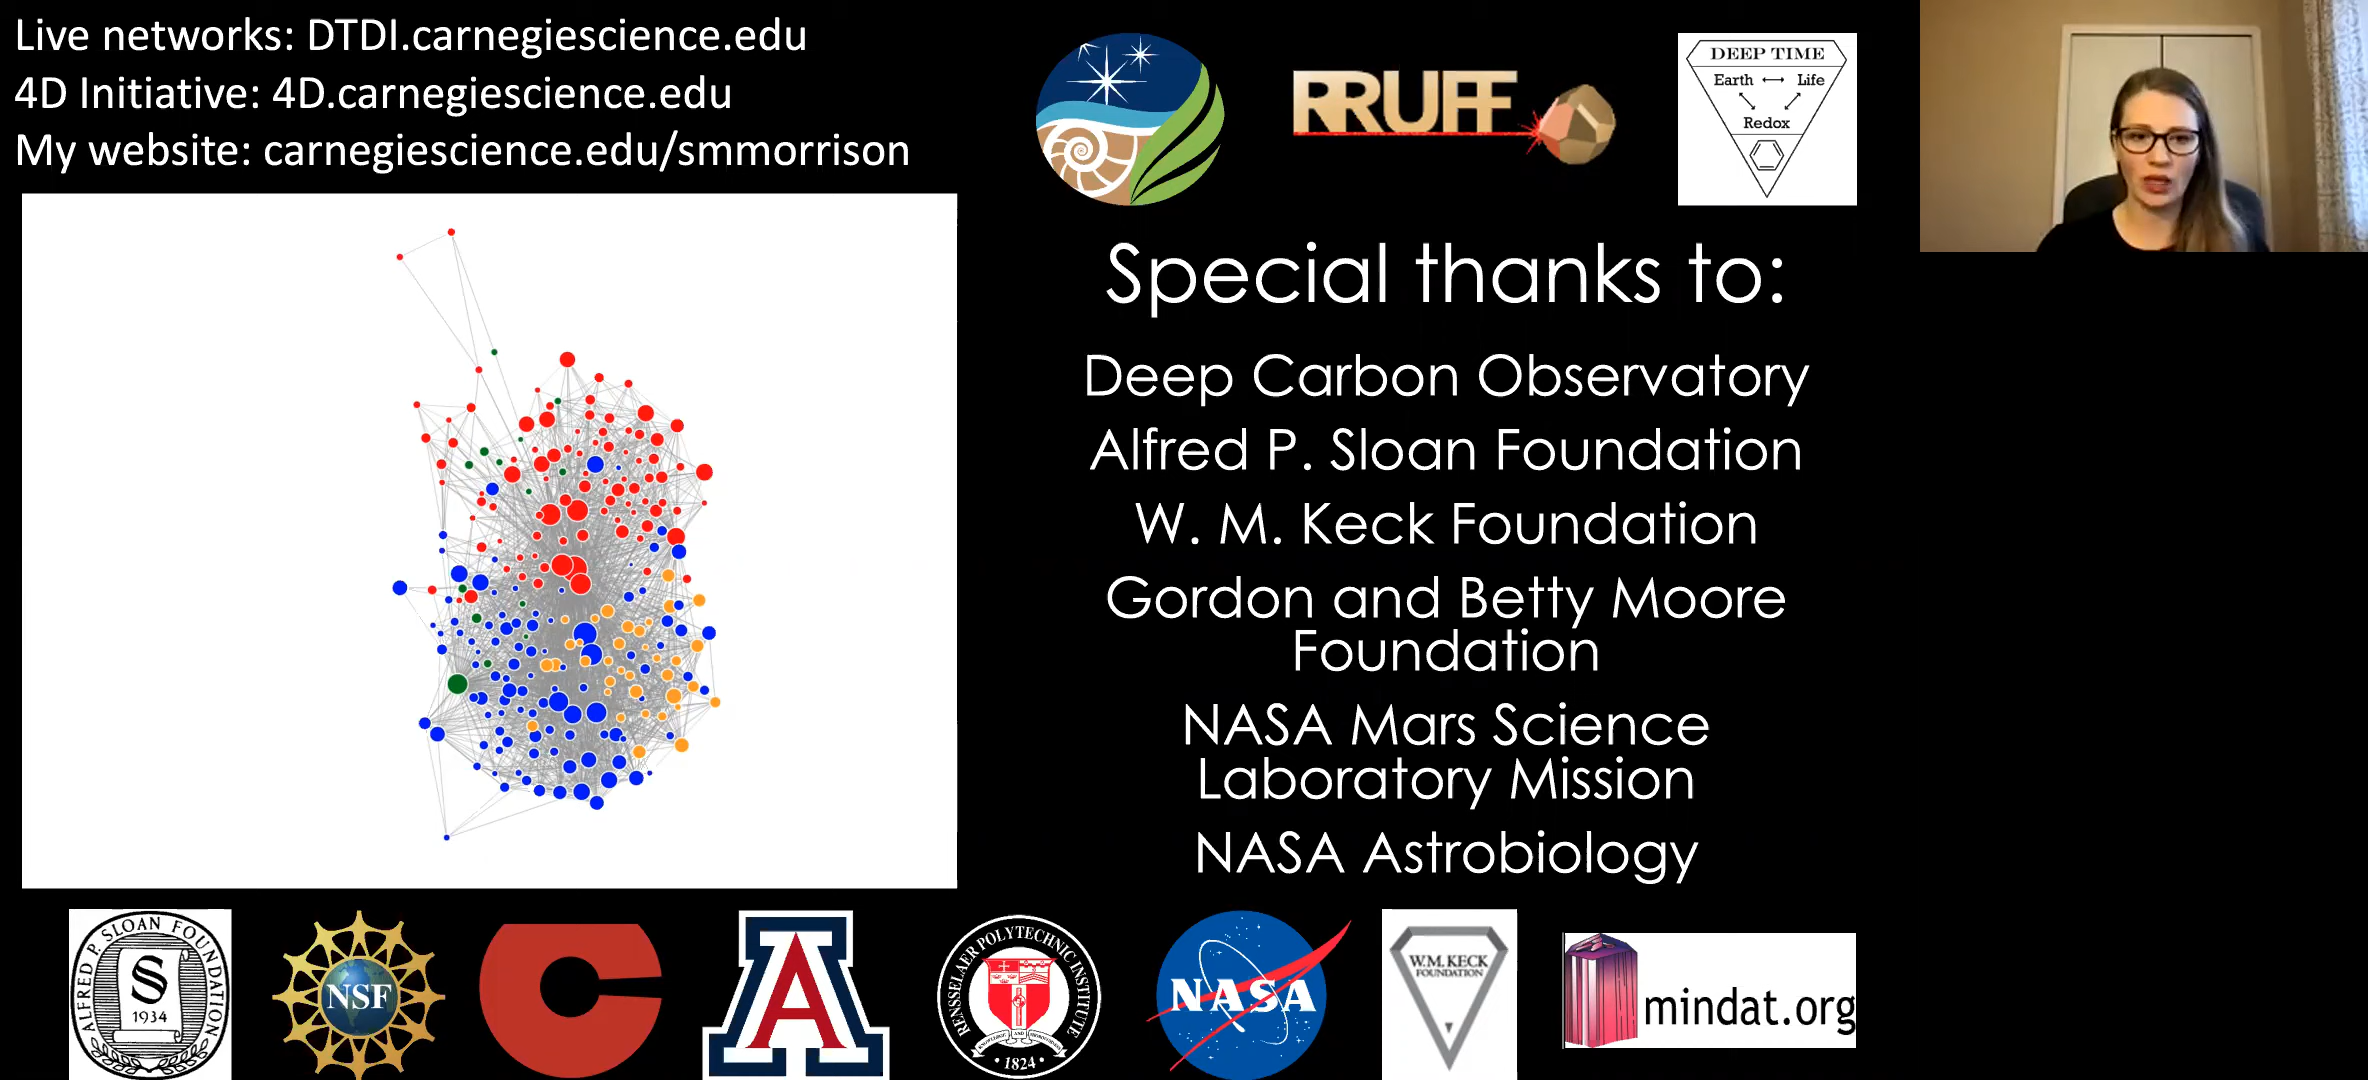 Live networks: DTDI.carnegiescience.edu
4D Initiative: 4D.carnegiescience.edu
My website: carnegiescience.edu/smmorrison
RRUFF
DEEP TIME
Earth ↔ Life
Redox
Special thanks to:
Deep Carbon Observatory
Alfred P. Sloan Foundation
W. M. Keck Foundation
Gordon and Betty Moore
Foundation
NASA Mars Science
Laboratory Mission
NASA Astrobiology
ALFRED P. SLOAN FOUNDATION
S
1934
NSF
C
A
RENSSELAER POLYTECHNIC INSTITUTE
1824
NASA
W.M. KECK
FOUNDATION
mindat.org